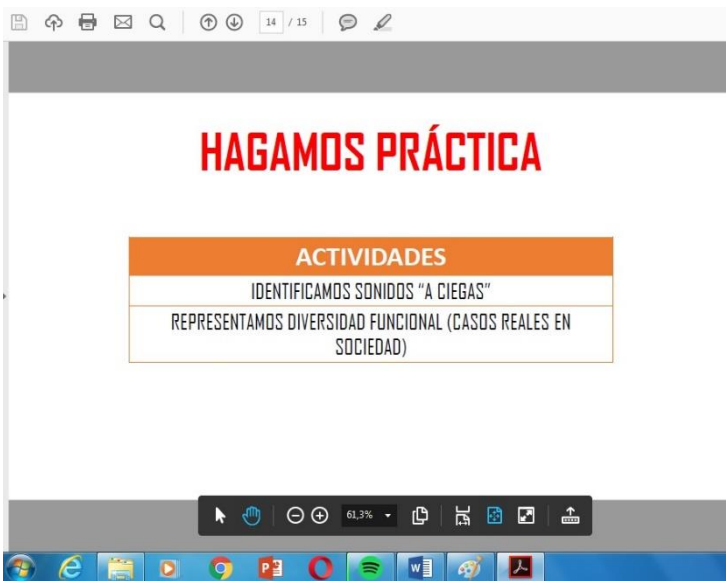 14 / 15
HAGAMOS PRÁCTICA
ACTIVIDADES
IDENTIFICAMOS SONIDOS “A CIEGAS”
REPRESENTAMOS DIVERSIDAD FUNCIONAL (CASOS REALES EN
SOCIEDAD)
61,3%